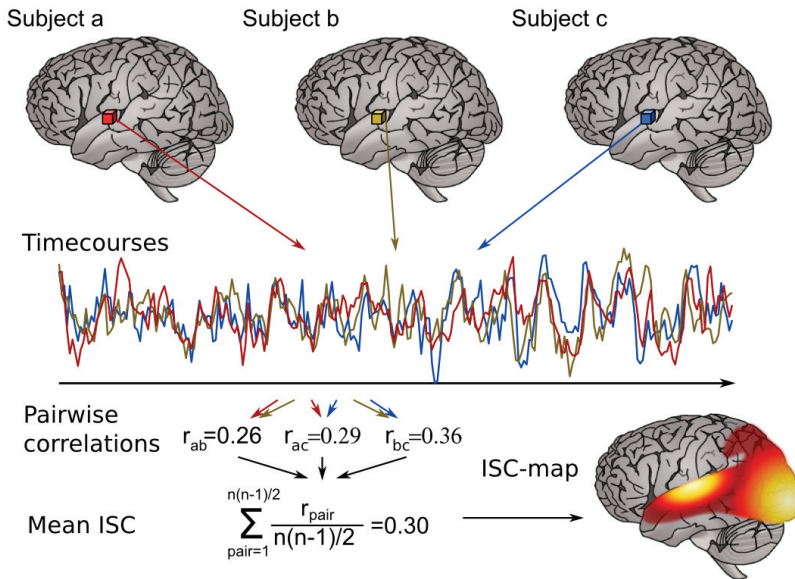 Subject a
Subject b
Subject c
Timecourses
Pairwise
correlations
r_ab=0.26
r_ac=0.29
r_bc=0.36
ISC-map
Mean ISC
n(n-1)/2
∑
pair=1
r_pair
n(n-1)/2
=0.30